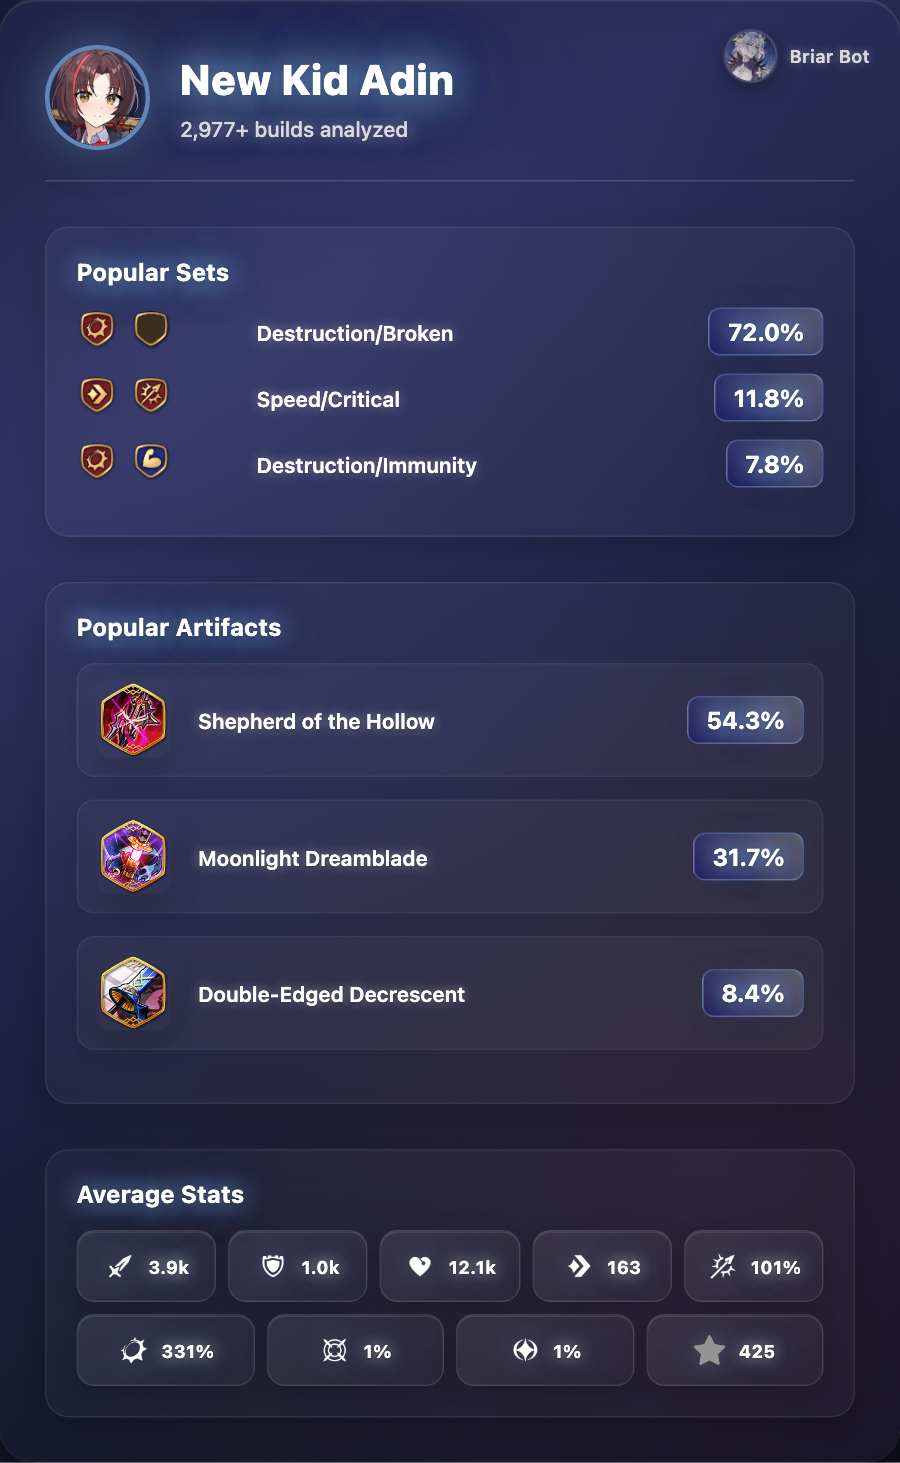 New Kid Adin
2,977+ builds analyzed
Briar Bot
Popular Sets
Destruction/Broken 72.0%
Speed/Critical 11.8%
Destruction/Immunity 7.8%
Popular Artifacts
Shepherd of the Hollow 54.3%
Moonlight Dreamblade 31.7%
Double-Edged Decrescent 8.4%
Average Stats
3.9k 1.0k 12.1k 163 101%
331% 1% 1% 425